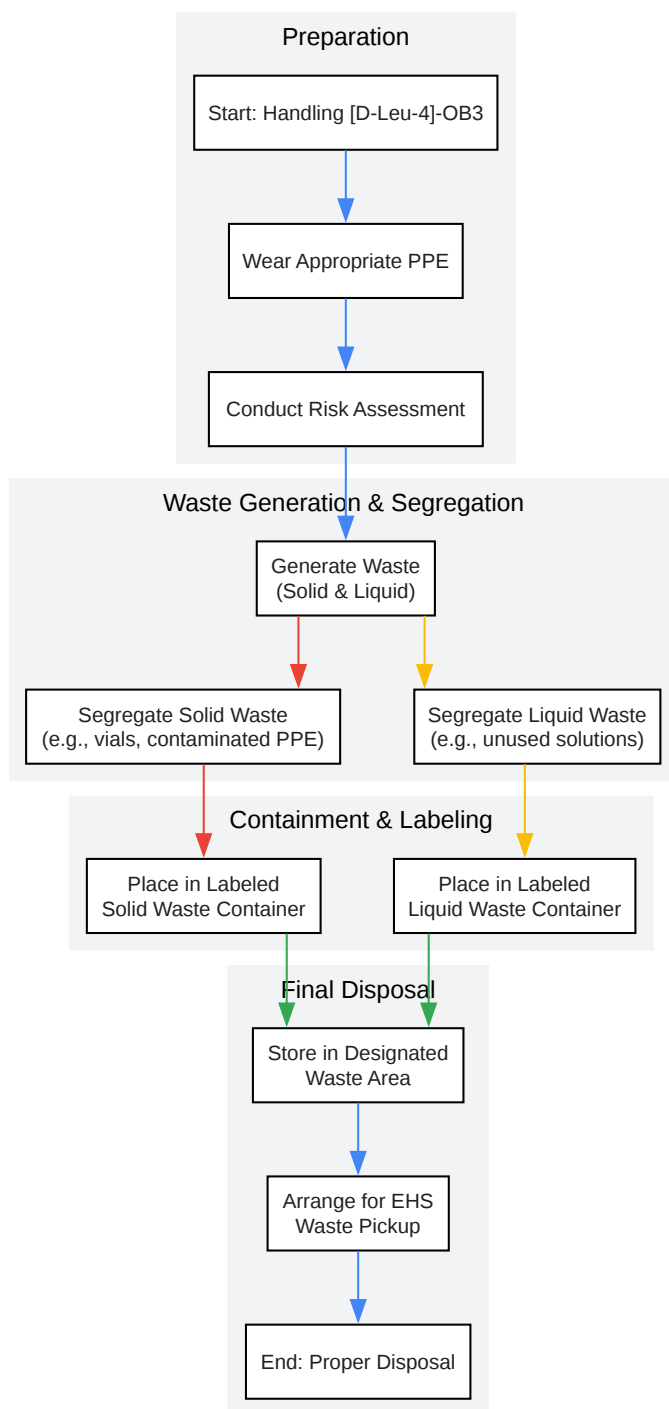 Preparation
Start: Handling [D-Leu-4]-OB3
Wear Appropriate PPE
Conduct Risk Assessment
Waste Generation & Segregation
Generate Waste
(Solid & Liquid)
Segregate Solid Waste
(e.g., vials, contaminated PPE)
Segregate Liquid Waste
(e.g., unused solutions)
Containment & Labeling
Place in Labeled
Solid Waste Container
Place in Labeled
Liquid Waste Container
Final Disposal
Store in Designated
Waste Area
Arrange for EHS
Waste Pickup
End: Proper Disposal